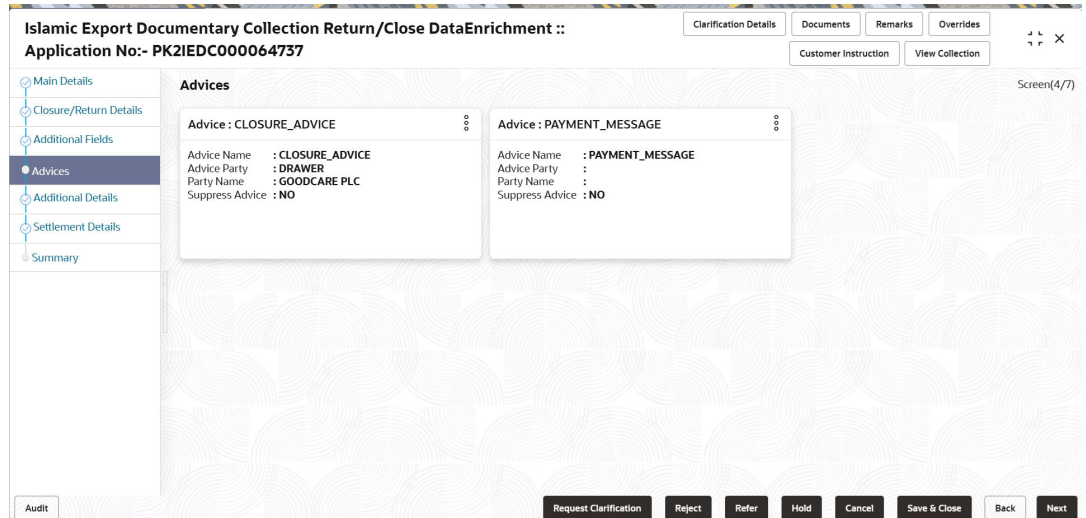 Islamic Export Documentary Collection Return/Close DataEnrichment ::
Application No:- PK2IEDC000064737
Clarification Details
Documents
Remarks
Overrides
Customer Instruction
View Collection
Main Details
Closure/Return Details
Additional Fields
Advices
Additional Details
Settlement Details
Summary
Advices
Screen(4/7)
Advice : CLOSURE_ADVICE
Advice Name : CLOSURE_ADVICE
Advice Party : DRAWER
Party Name : GOODCARE PLC
Suppress Advice : NO
Advice : PAYMENT_MESSAGE
Advice Name : PAYMENT_MESSAGE
Advice Party :
Party Name :
Suppress Advice : NO
Audit
Request Clarification
Reject
Refer
Hold
Cancel
Save & Close
Back
Next